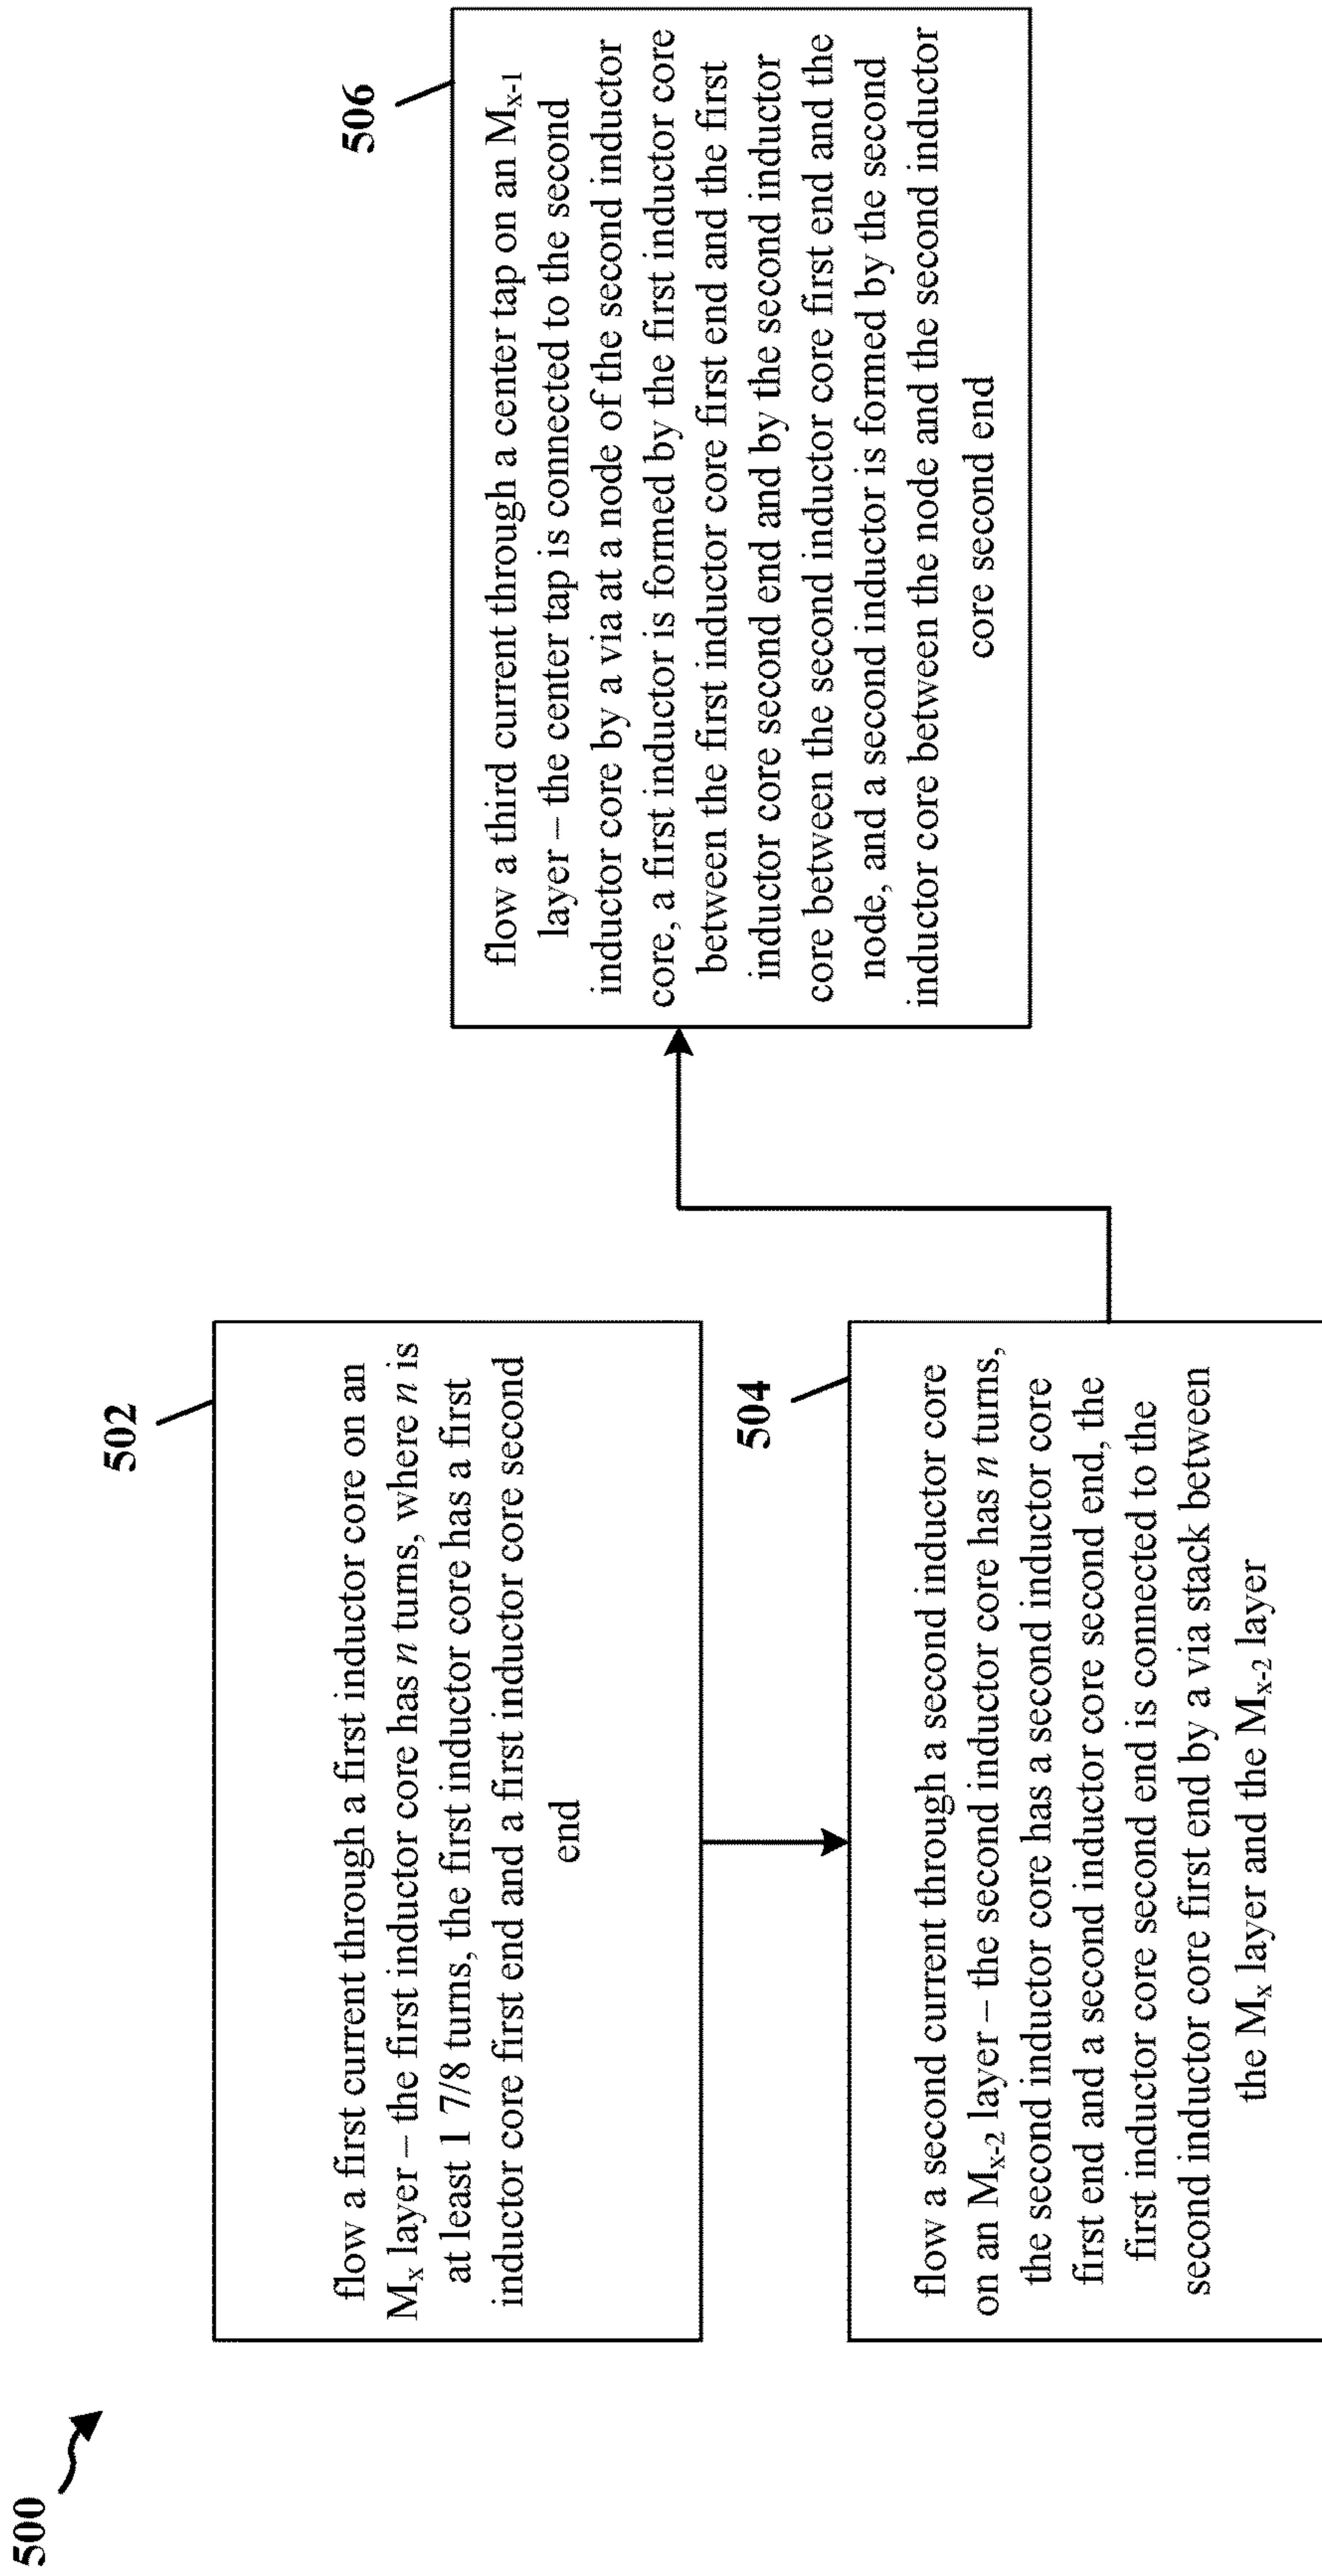 500
502
flow a first current through a first inductor core on an
Mₓ layer – the first inductor core has n turns, where n is
at least 1 7/8 turns, the first inductor core has a first
inductor core first end and a first inductor core second
end
504
flow a second current through a second inductor core
on an Mₓ₋₂ layer – the second inductor core has n turns,
the second inductor core has a second inductor core
first end and a second inductor core second end, the
first inductor core second end is connected to the
second inductor core first end by a via stack between
the Mₓ layer and the Mₓ₋₂ layer
506
flow a third current through a center tap on an Mₓ₋₁
layer – the center tap is connected to the second
inductor core by a via at a node of the second inductor
core, a first inductor is formed by the first inductor core
between the first inductor core first end and the first
inductor core second end and by the second inductor
core between the second inductor core first end and the
node, and a second inductor is formed by the second
inductor core between the node and the second inductor
core second end